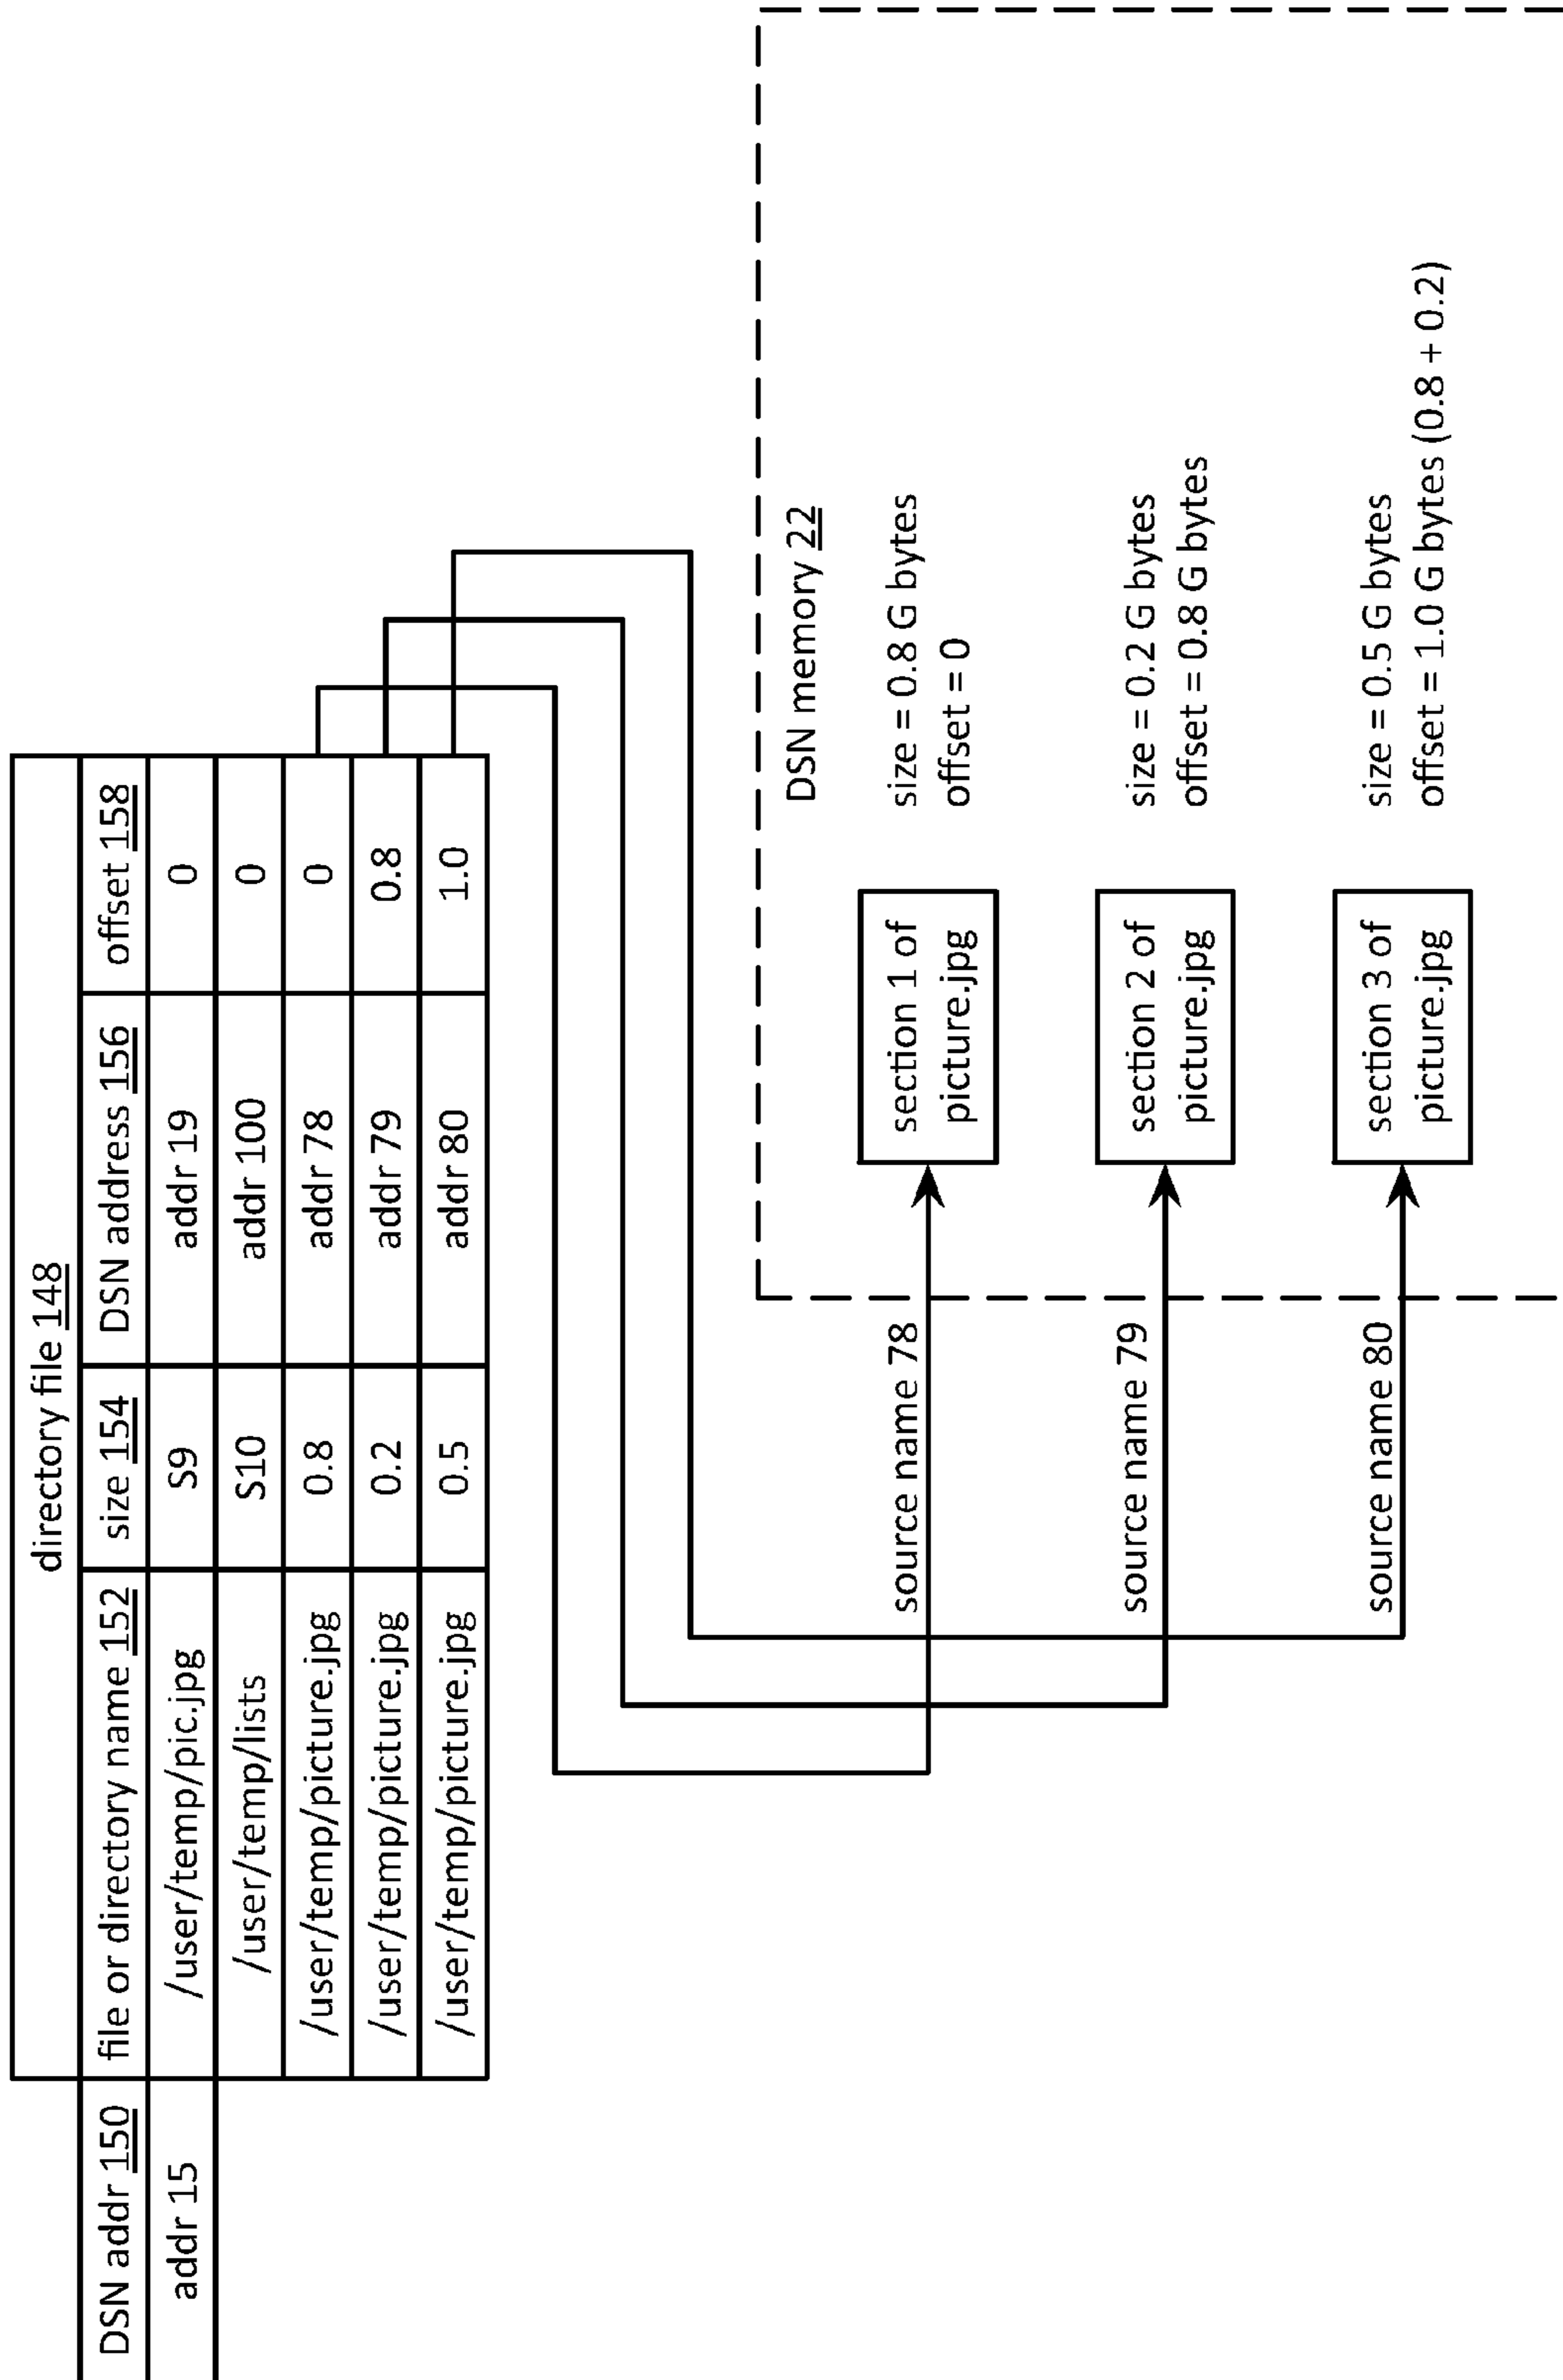 directory file 148
DSN addr 150 file or directory name 152 size 154 DSN address 156 offset 158
addr 15 /user/temp/pic.jpg S9 addr 19 0
/user/temp/lists S10 addr 100 0
/user/temp/picture.jpg 0.8 addr 78 0
/user/temp/picture.jpg 0.2 addr 79 0.8
/user/temp/picture.jpg 0.5 addr 80 1.0
DSN memory 22
source name 78
section 1 of
picture.jpg
size = 0.8 G bytes
offset = 0
source name 79
section 2 of
picture.jpg
size = 0.2 G bytes
offset = 0.8 G bytes
source name 80
section 3 of
picture.jpg
size = 0.5 G bytes
offset = 1.0 G bytes (0.8 + 0.2)